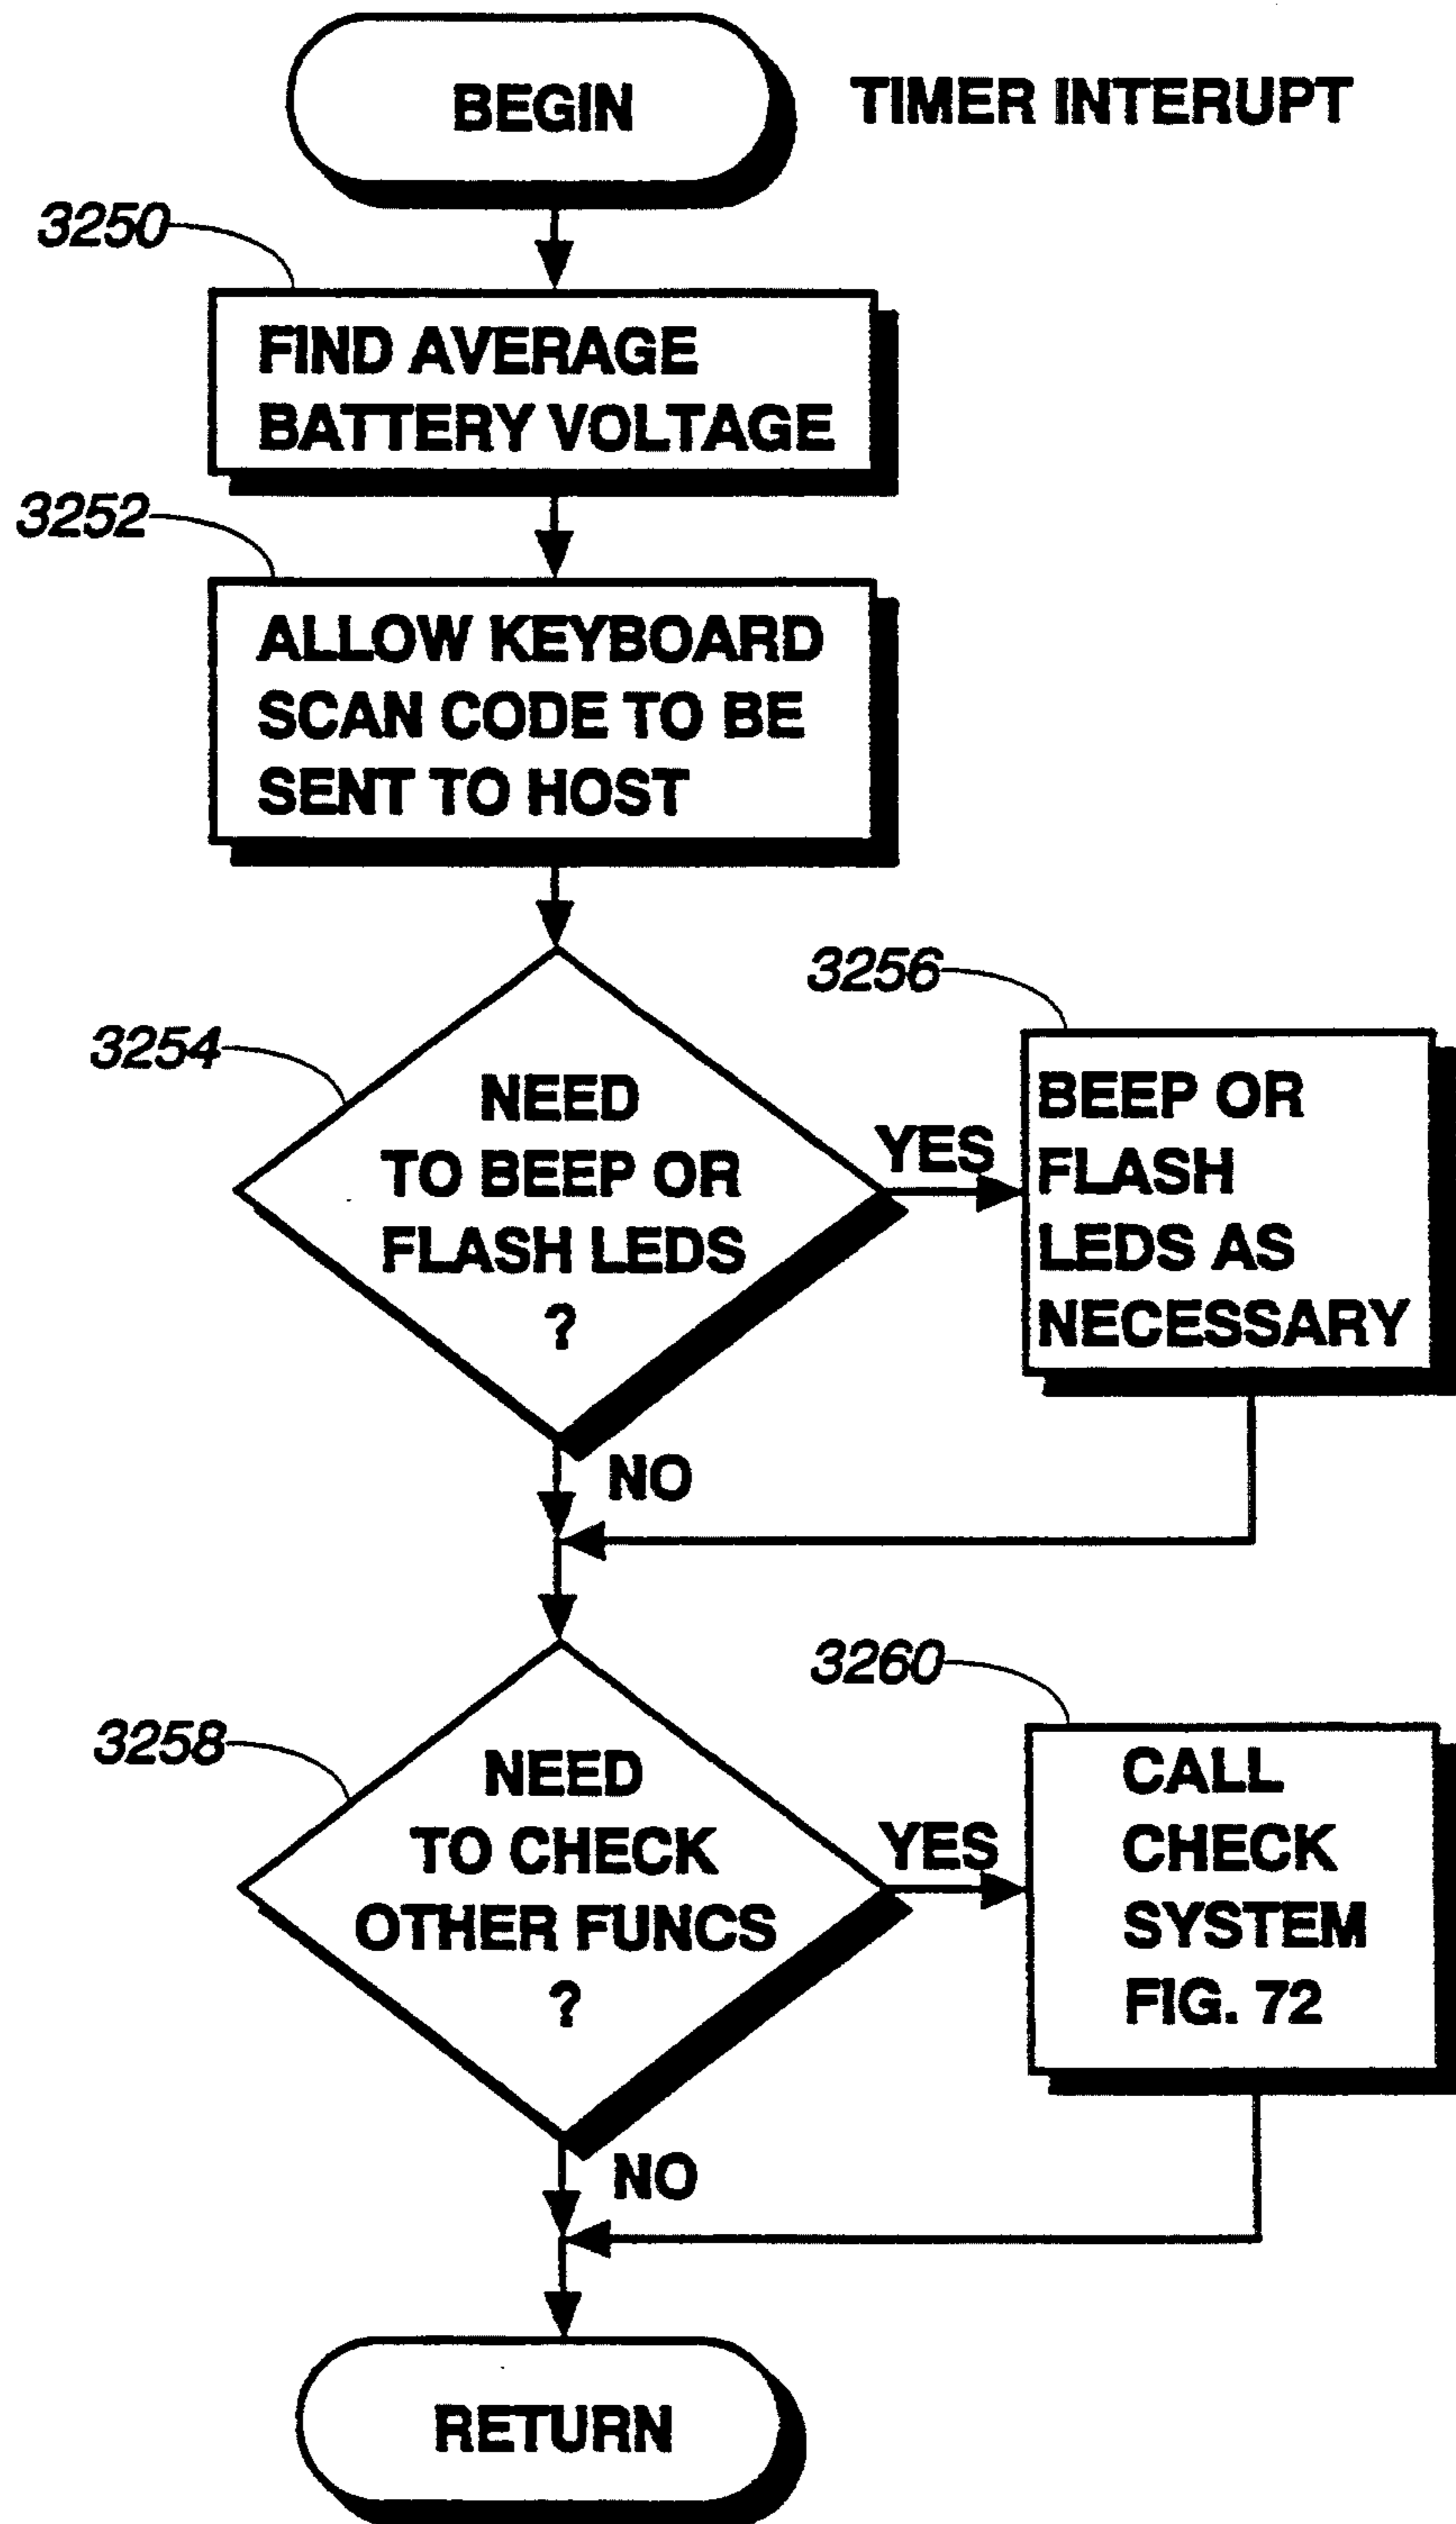 BEGIN
TIMER INTERUPT
3250
FIND AVERAGE
BATTERY VOLTAGE
3252
ALLOW KEYBOARD
SCAN CODE TO BE
SENT TO HOST
3254
NEED
TO BEEP OR
FLASH LEDS
?
YES
3256
BEEP OR
FLASH
LEDS AS
NECESSARY
NO
3258
NEED
TO CHECK
OTHER FUNCS
?
YES
3260
CALL
CHECK
SYSTEM
FIG. 72
NO
RETURN